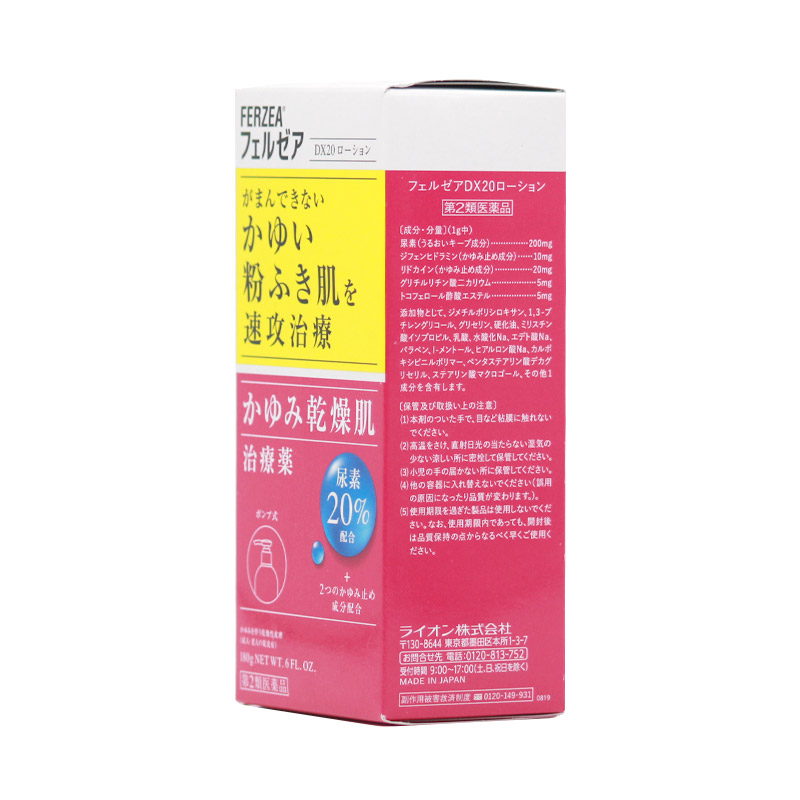 FERZEA®
フェルゼア
DX20ローション
がまんできない
かゆい
粉ふき肌を
速攻治療
かゆみ乾燥肌
治療薬
尿素
20%
配合
ポンプ式
+
2つのかゆみ止め
成分配合
180g NET WT. 6 FL. OZ.
第2類医薬品
フェルゼアDX20ローション
第2類医薬品
〔成分・分量〕(1g中)
尿素(うるおいキープ成分)……………200mg
ジフェンヒドラミン(かゆみ止め成分)……10mg
リドカイン(かゆみ止め成分)……………20mg
グリチルリチン酸二カリウム………………5mg
トコフェロール酢酸エステル………………5mg
添加物として、ジメチルポリシロキサン、1,3-ブ
チレングリコール、グリセリン、硬化油、ミリスチン
酸イソプロピル、乳酸、水酸化Na、エデト酸Na、
パラベン、l-メントール、ヒアルロン酸Na、カルボ
キシビニルポリマー、ペンタステアリン酸デカグ
リセリル、ステアリン酸マクロゴール、その他1
成分を含有します。
〔保管及び取扱い上の注意〕
(1)本剤のついた手で、目など粘膜に触れない
でください。
(2)高温をさけ、直射日光の当たらない湿気の
少ない涼しい所に密栓して保管してください。
(3)小児の手の届かない所に保管してください。
(4)他の容器に入れ替えないでください(誤用
の原因になったり品質が変わります。)。
(5)使用期限を過ぎた製品は使用しないでくだ
さい。なお、使用期限内であっても、開封後
は品質保持の点からなるべく早くご使用くだ
さい。
ライオン株式会社
〒130-8644 東京都墨田区本所1-3-7
お問合せ先 電話:0120-813-752
受付時間 9:00〜17:00(土、日、祝日を除く)
MADE IN JAPAN
副作用被害救済制度 0120-149-931
0819